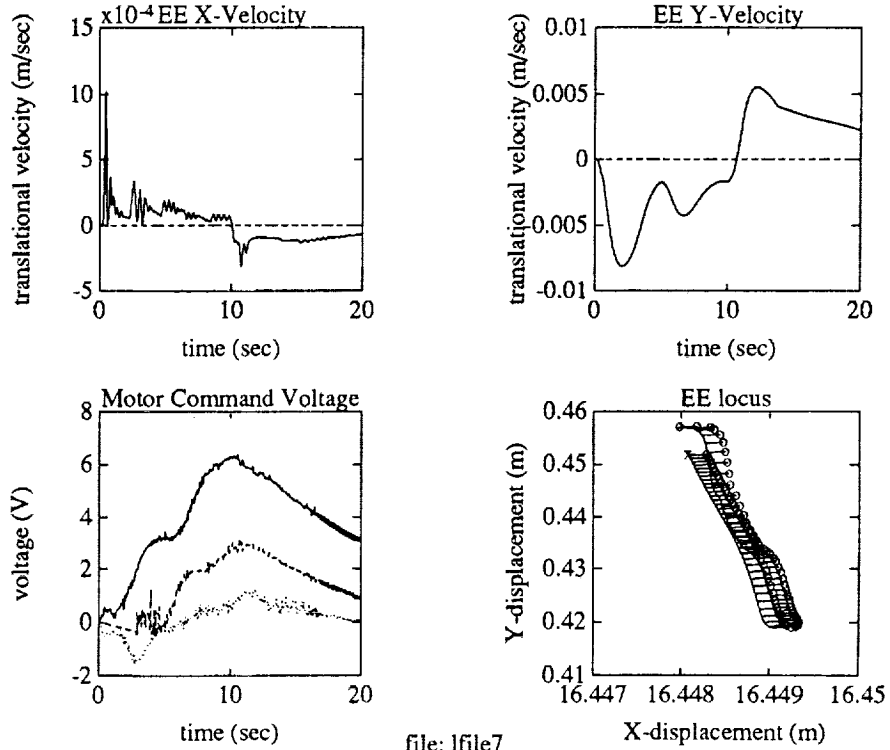 x10-4 EE X-Velocity
translational velocity (m/sec)
15
10
5
0
-5
0
10
20
time (sec)
EE Y-Velocity
translational velocity (m/sec)
0.01
0.005
0
-0.005
-0.01
0
10
20
time (sec)
Motor Command Voltage
voltage (V)
8
6
4
2
0
-2
0
10
20
time (sec)
EE locus
Y-displacement (m)
0.46
0.45
0.44
0.43
0.42
0.41
16.447
16.448
16.449
16.45
X-displacement (m)
file: lfile7